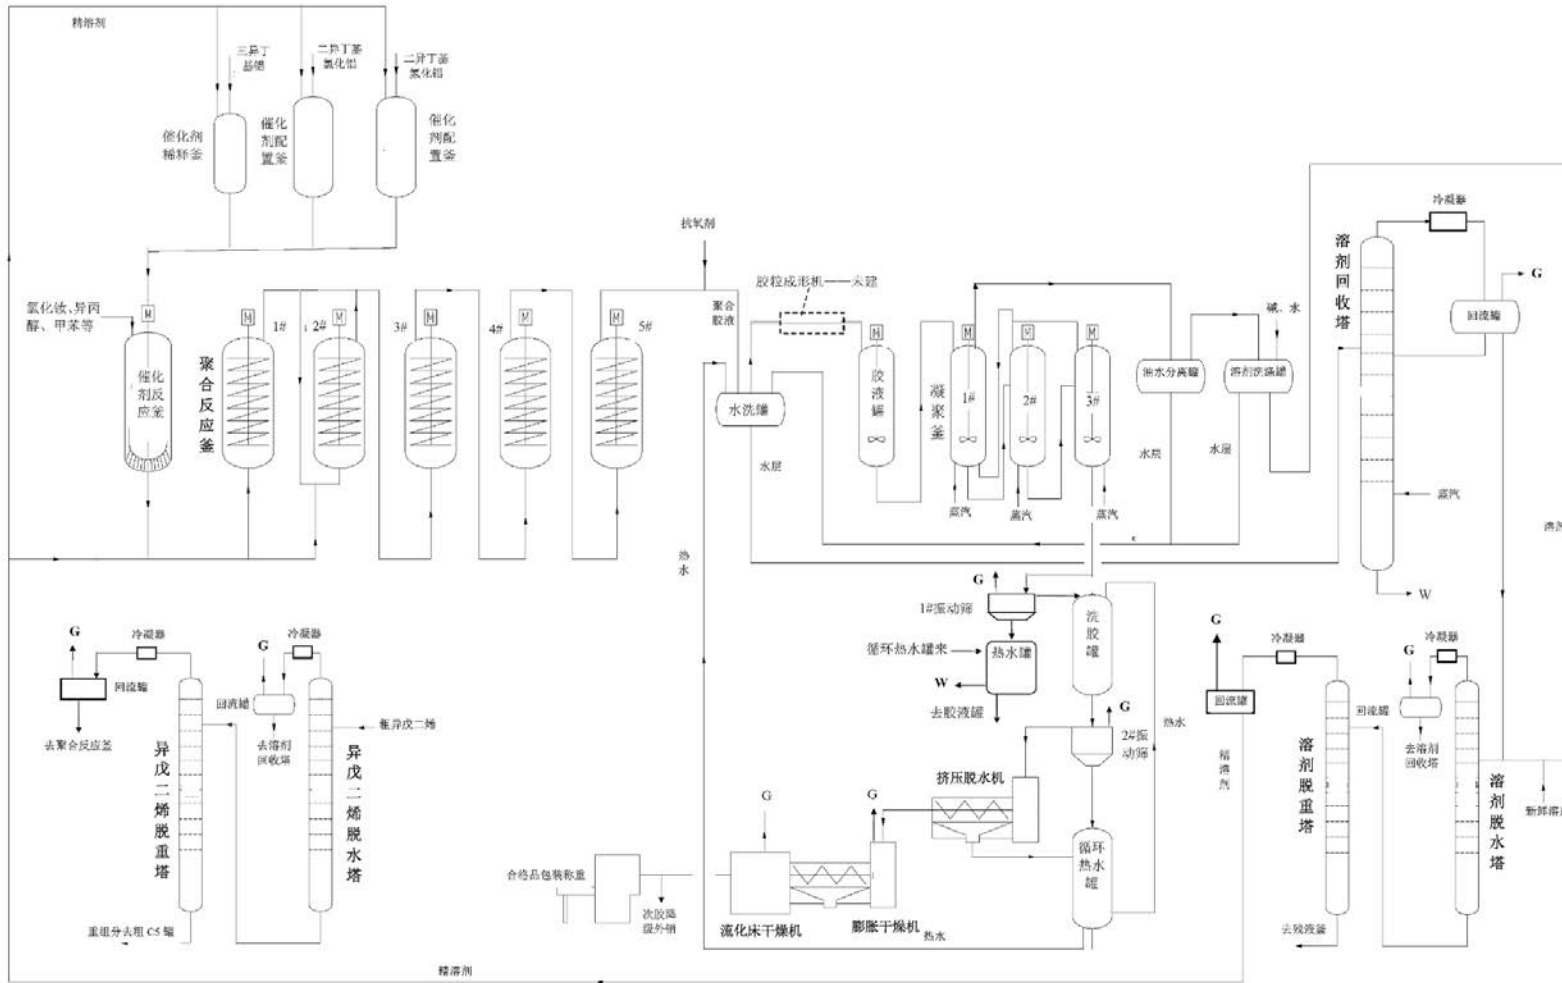 精溶剂
三异丁
基铝
二异丁基
氯化铝
二异丁基
氯化铝
催化剂
稀释釜
催化
剂配
置釜
催化
剂配
置釜
抗氧剂
冷凝器
溶剂回收塔
G
氯化钕、异丙
醇、甲苯等
M
M
1#
2#
M
3#
M
4#
M
5#
M
聚合
胶液
胶粒成形机——未建
M
M
M
M
碱、水
回流罐
聚合反应釜
催化
剂反
应釜
水洗罐
胶液罐
凝聚釜
1#
2#
3#
油水分离罐
溶剂洗涤罐
水层
水层
水层
蒸汽
蒸汽
蒸汽
蒸汽
热水
G
W
1#振动筛
洗胶罐
循环热水罐来
热水罐
W
去胶液罐
G
2#振
动筛
热水
G
冷凝器
回流罐
去聚合反应釜
冷凝器
G
回流罐
去溶剂
回收塔
粗异戊二烯
异戊二烯脱重塔
异戊二烯脱水塔
重组分去粗 C5 罐
G
冷凝器
回流罐
精溶剂
溶剂脱重塔
去残液釜
冷凝器
G
回流罐
去溶剂
回收塔
溶剂脱水塔
挤压脱水机
G
G
循环
热水
罐
合格品包装称重
次胶降
级外销
流化床干燥机
膨胀干燥机
热水
精溶剂